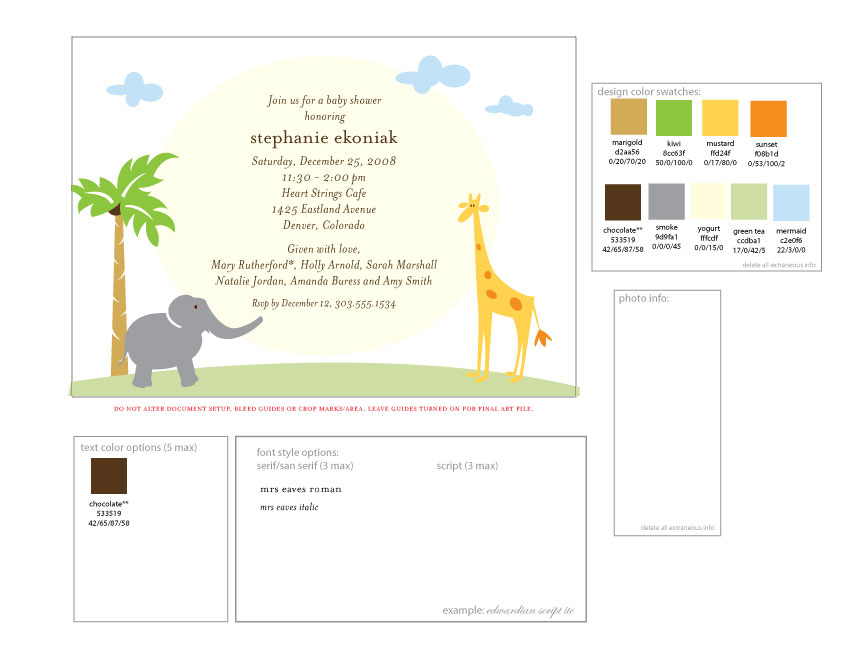 Join us for a baby shower
honoring
stephanie ekoniak
Saturday, December 25, 2008
11:30 – 2:00 pm
Heart Strings Cafe
1425 Eastland Avenue
Denver, Colorado
Given with love,
Mary Rutherford*, Holly Arnold, Sarah Marshall
Natalie Jordan, Amanda Buress and Amy Smith
Rsvp by December 12, 303.555.1534
DO NOT ALTER DOCUMENT SETUP, BLEED GUIDES OR CROP MARKS/AREA. LEAVE GUIDES TURNED ON FOR FINAL ART FILE.
design color swatches:
marigold
d2aa56
0/20/70/20
kiwi
8cc63f
50/0/100/0
mustard
ffd24f
0/17/80/0
sunset
f08b1d
0/53/100/2
chocolate**
533519
42/65/87/58
smoke
9d9fa1
0/0/0/45
yogurt
fffcdf
0/0/15/0
green tea
ccdba1
17/0/42/5
mermaid
c2e0f6
22/3/0/0
delete all extraneous info
photo info:
delete all extraneous info
text color options (5 max)
chocolate**
533519
42/65/87/58
font style options:
serif/san serif (3 max)
script (3 max)
mrs eaves roman
mrs eaves italic
example: edwardian script itc